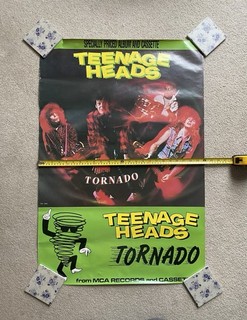 SPECIALLY PRICED ALBUM AND CASSETTE
TEENAGE
HEADS
TORNADO
TEENAGE
HEADS
TORNADO
from MCA RECORDS and CASSET